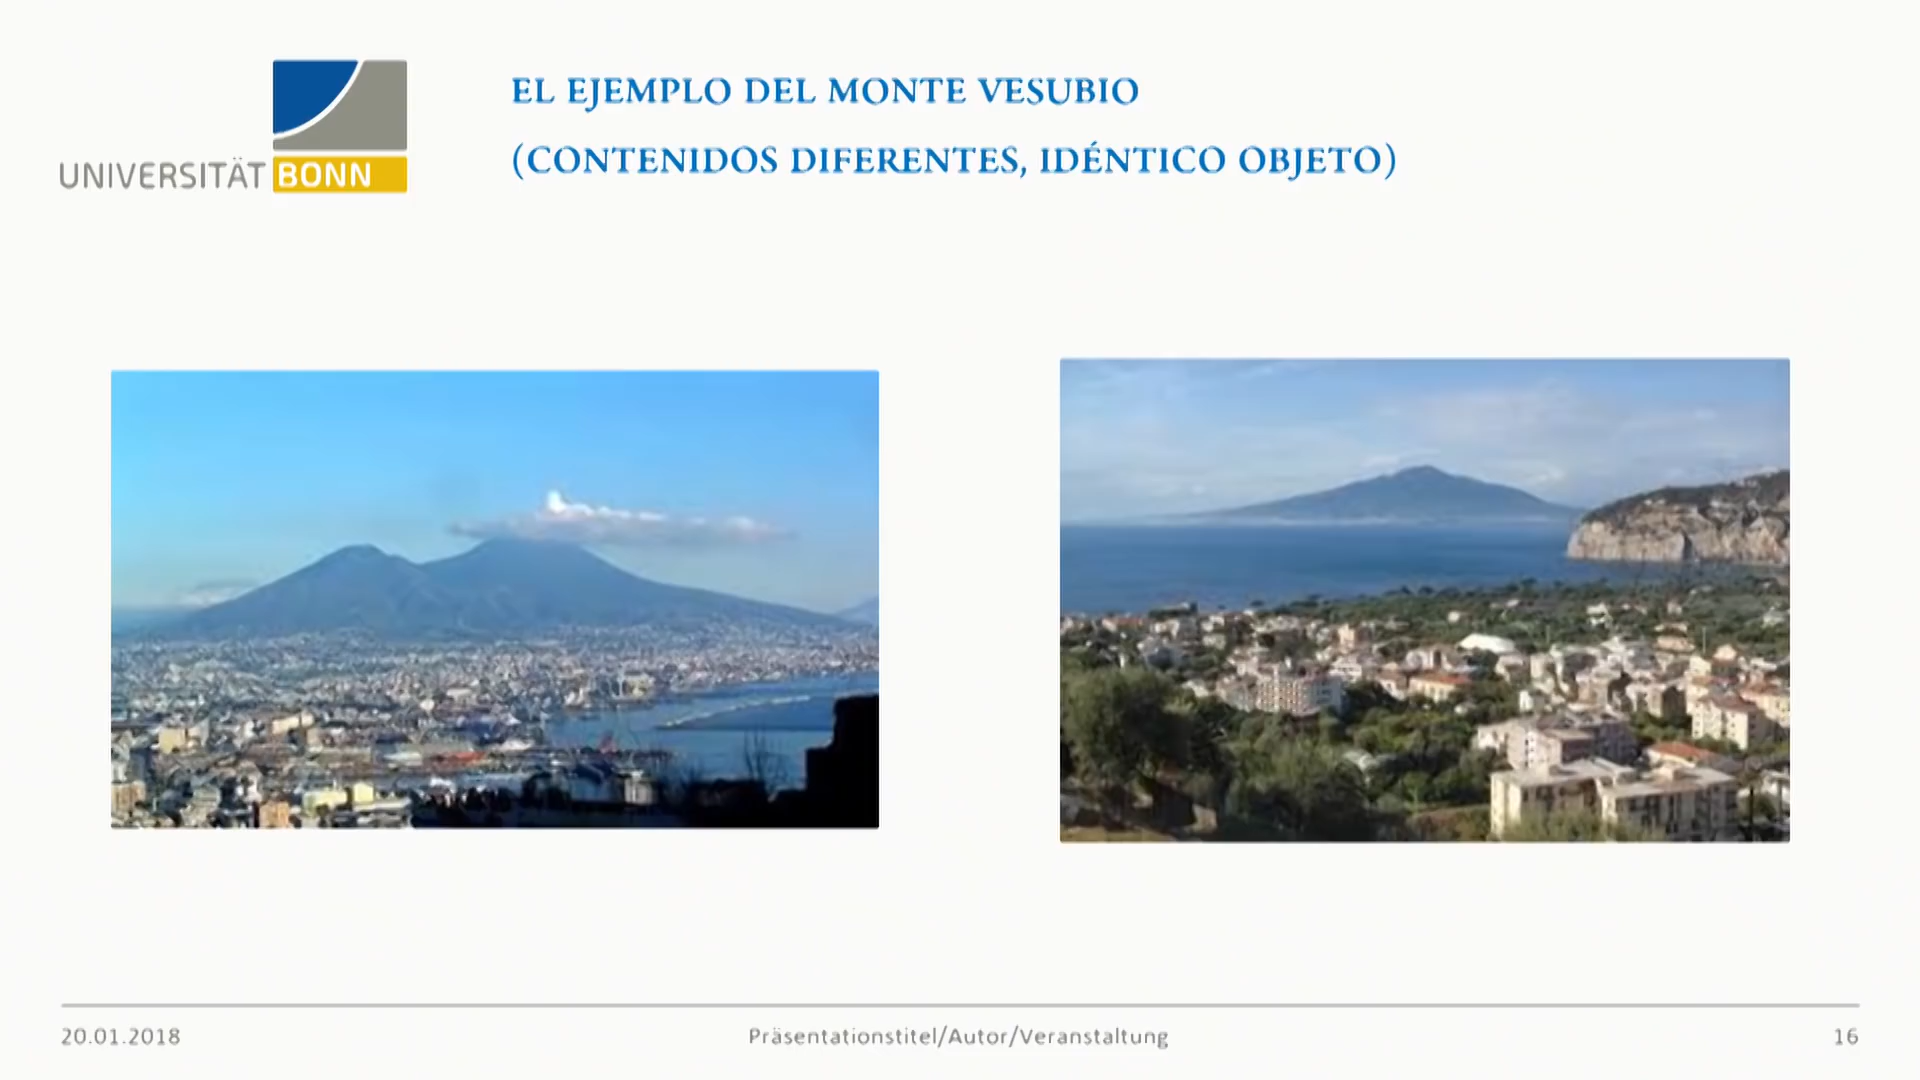 UNIVERSITÄT BONN
EL EJEMPLO DEL MONTE VESUBIO
(CONTENIDOS DIFERENTES, IDÉNTICO OBJETO)
20.01.2018
Präsentationstitel/Autor/Veranstaltung
16